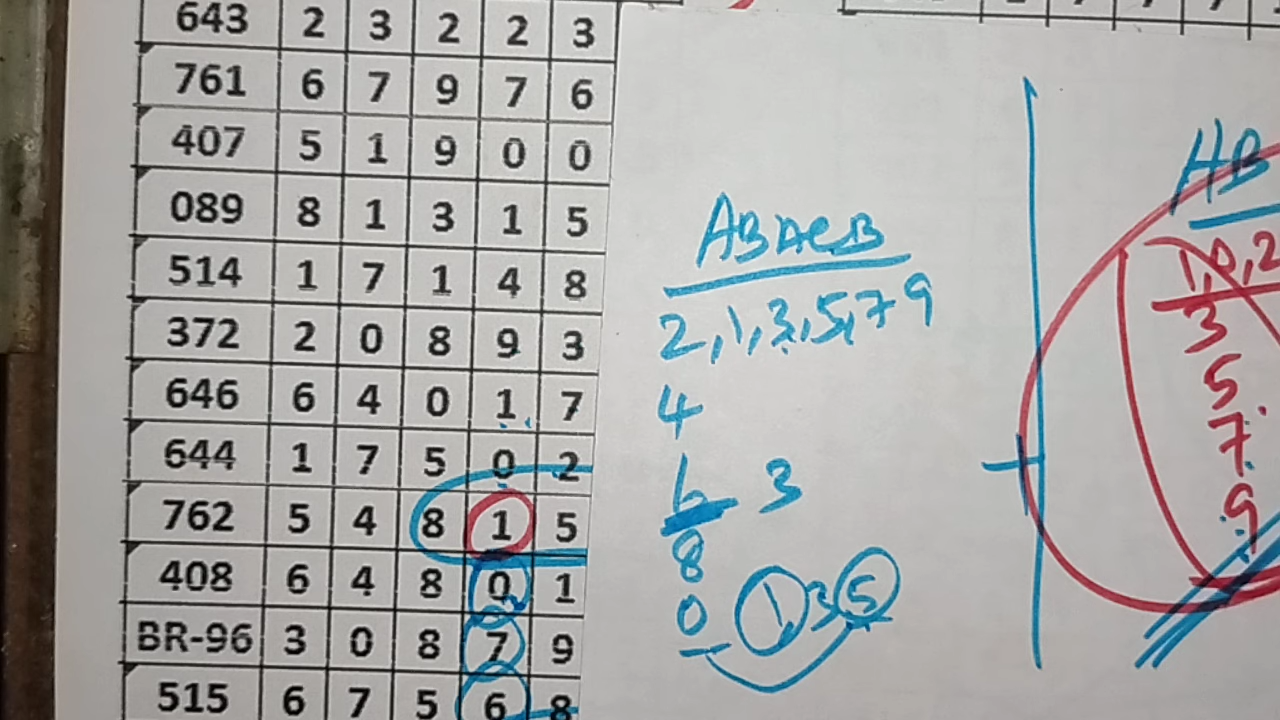 643 2 3 2 2 3
761 6 7 9 7 6
407 5 1 9 0 0
089 8 1 3 1 5
514 1 7 1 4 8
372 2 0 8 9 3
646 6 4 0 1 7
644 1 7 5 0 2
762 5 4 8 1 5
408 6 4 8 0 1
BR-96 3 0 8 7 9
515 6 7 5 6 8
ABACB
2,1,3,5,7 9
4
6 3
8
0 1 3 5
HB
1,0,2
3
5
7
9